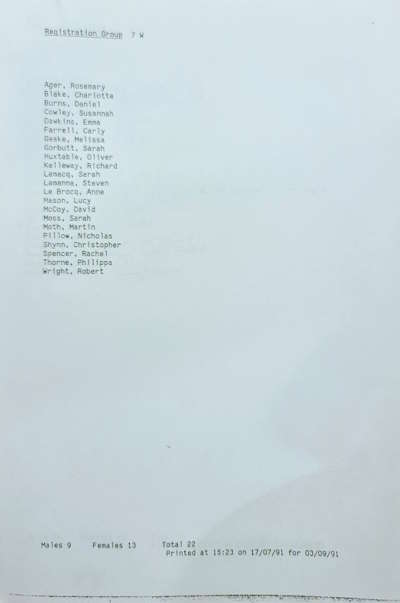 Registration Group 7 W
Ager, Rosemary
Blake, Charlotte
Burns, Daniel
Cowley, Susannah
Dawkins, Emma
Farrell, Carly
Geake, Melissa
Gorbutt, Sarah
Huxtable, Oliver
Kelleway, Richard
Lemacq, Sarah
Lemanna, Steven
Le Brocq, Anne
Mason, Lucy
McCoy, David
Moss, Sarah
Moth, Martin
Pillow, Nicholas
Shynn, Christopher
Spencer, Rachel
Thorne, Philippa
Wright, Robert
Males 9 Females 13 Total 22
Printed at 15:23 on 17/07/91 for 03/09/91